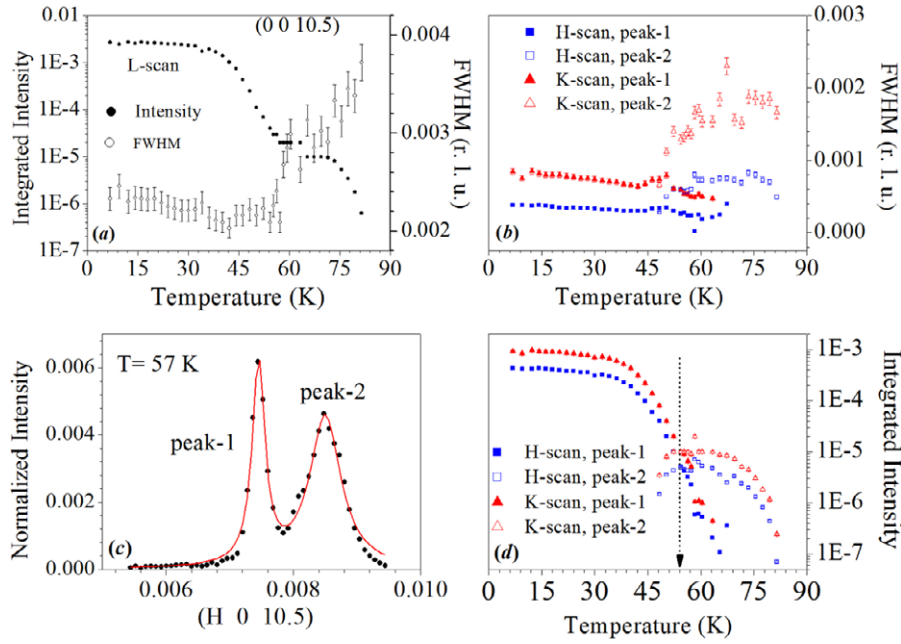 (0 0 10.5)
0.01
1E-3
1E-4
1E-5
1E-6
1E-7
Integrated Intensity
L-scan
Intensity
FWHM
(a)
0.004
0.003
0.002
FWHM (r. l. u.)
0 15 30 45 60 75 90
Temperature (K)
H-scan, peak-1
H-scan, peak-2
K-scan, peak-1
K-scan, peak-2
(b)
0.003
0.002
0.001
0.000
FWHM (r. l. u.)
0 15 30 45 60 75 90
Temperature (K)
T= 57 K
peak-1
peak-2
0.006
0.004
0.002
0.000
Normalized Intensity
(c)
0.006 0.008 0.010
(H 0 10.5)
H-scan, peak-1
H-scan, peak-2
K-scan, peak-1
K-scan, peak-2
(d)
1E-3
1E-4
1E-5
1E-6
1E-7
Integrated Intensity
0 15 30 45 60 75 90
Temperature (K)